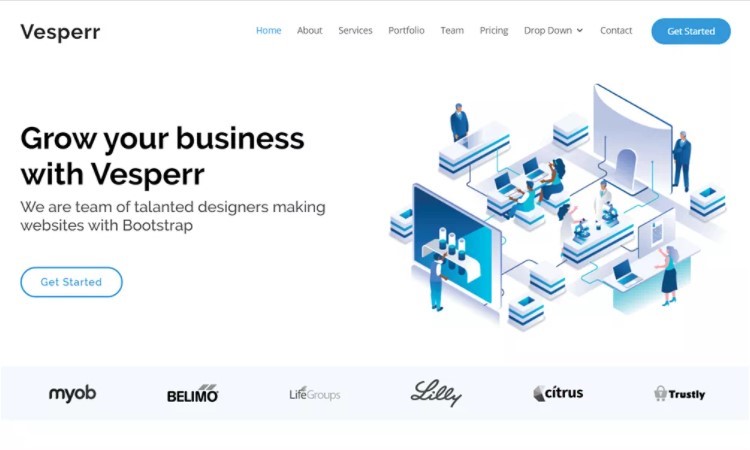 Vesperr
Home About Services Portfolio Team Pricing Drop Down Contact Get Started
Grow your business
with Vesperr
We are team of talanted designers making
websites with Bootstrap
Get Started
myob BELIMO LifeGroups Lilly citrus Trustly